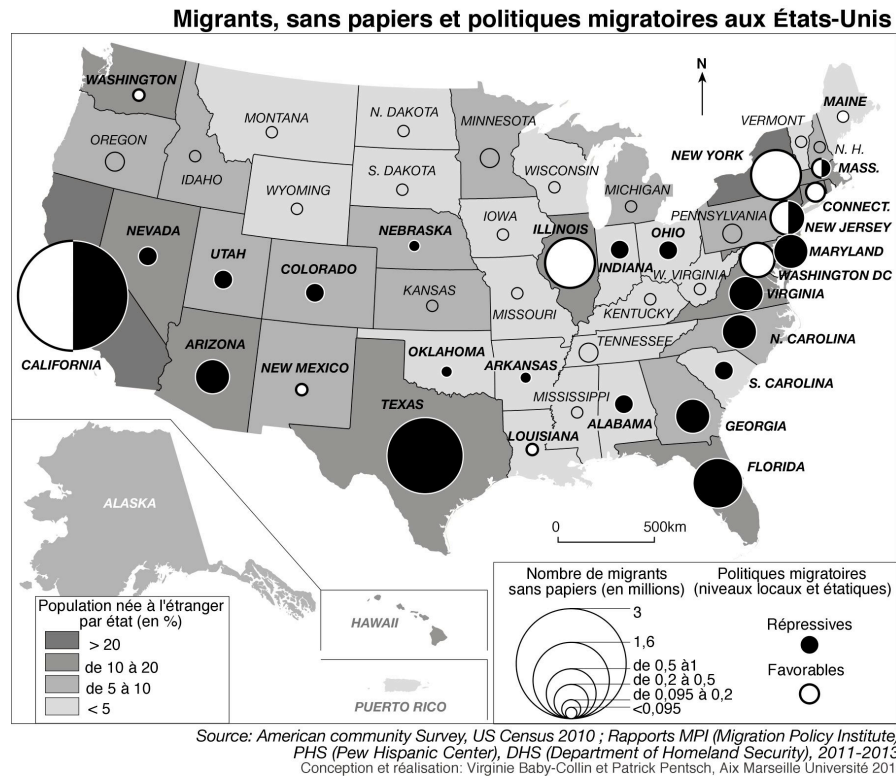 Migrants, sans papiers et politiques migratoires aux États-Unis
N
WASHINGTON
MONTANA
N. DAKOTA
MINNESOTA
VERMONT
MAINE
OREGON
IDAHO
S. DAKOTA
WISCONSIN
MICHIGAN
NEW YORK
N. H.
MASS.
WYOMING
CONNECT.
NEVADA
UTAH
COLORADO
NEBRASKA
IOWA
ILLINOIS
OHIO
PENNSYLVANIA
NEW JERSEY
MARYLAND
INDIANA
W. VIRGINIA
WASHINGTON DC
VIRGINIA
KANSAS
MISSOURI
KENTUCKY
CALIFORNIA
ARIZONA
NEW MEXICO
OKLAHOMA
ARKANSAS
TENNESSEE
N. CAROLINA
S. CAROLINA
TEXAS
MISSISSIPPI
ALABAMA
LOUISIANA
GEORGIA
FLORIDA
ALASKA
0 500km
HAWAII
PUERTO RICO
Population née à l'étranger
par état (en %)
> 20
de 10 à 20
de 5 à 10
< 5
Nombre de migrants
sans papiers (en millions)
3
1,6
de 0,5 à1
de 0,2 à 0,5
de 0,095 à 0,2
<0,095
Politiques migratoires
(niveaux locaux et étatiques)
Répressives
Favorables
Source: American community Survey, US Census 2010 ; Rapports MPI (Migration Policy Institute,
PHS (Pew Hispanic Center), DHS (Department of Homeland Security), 2011-2013
Conception et réalisation: Virginie Baby-Collin et Patrick Pentsch, Aix Marseille Université 201